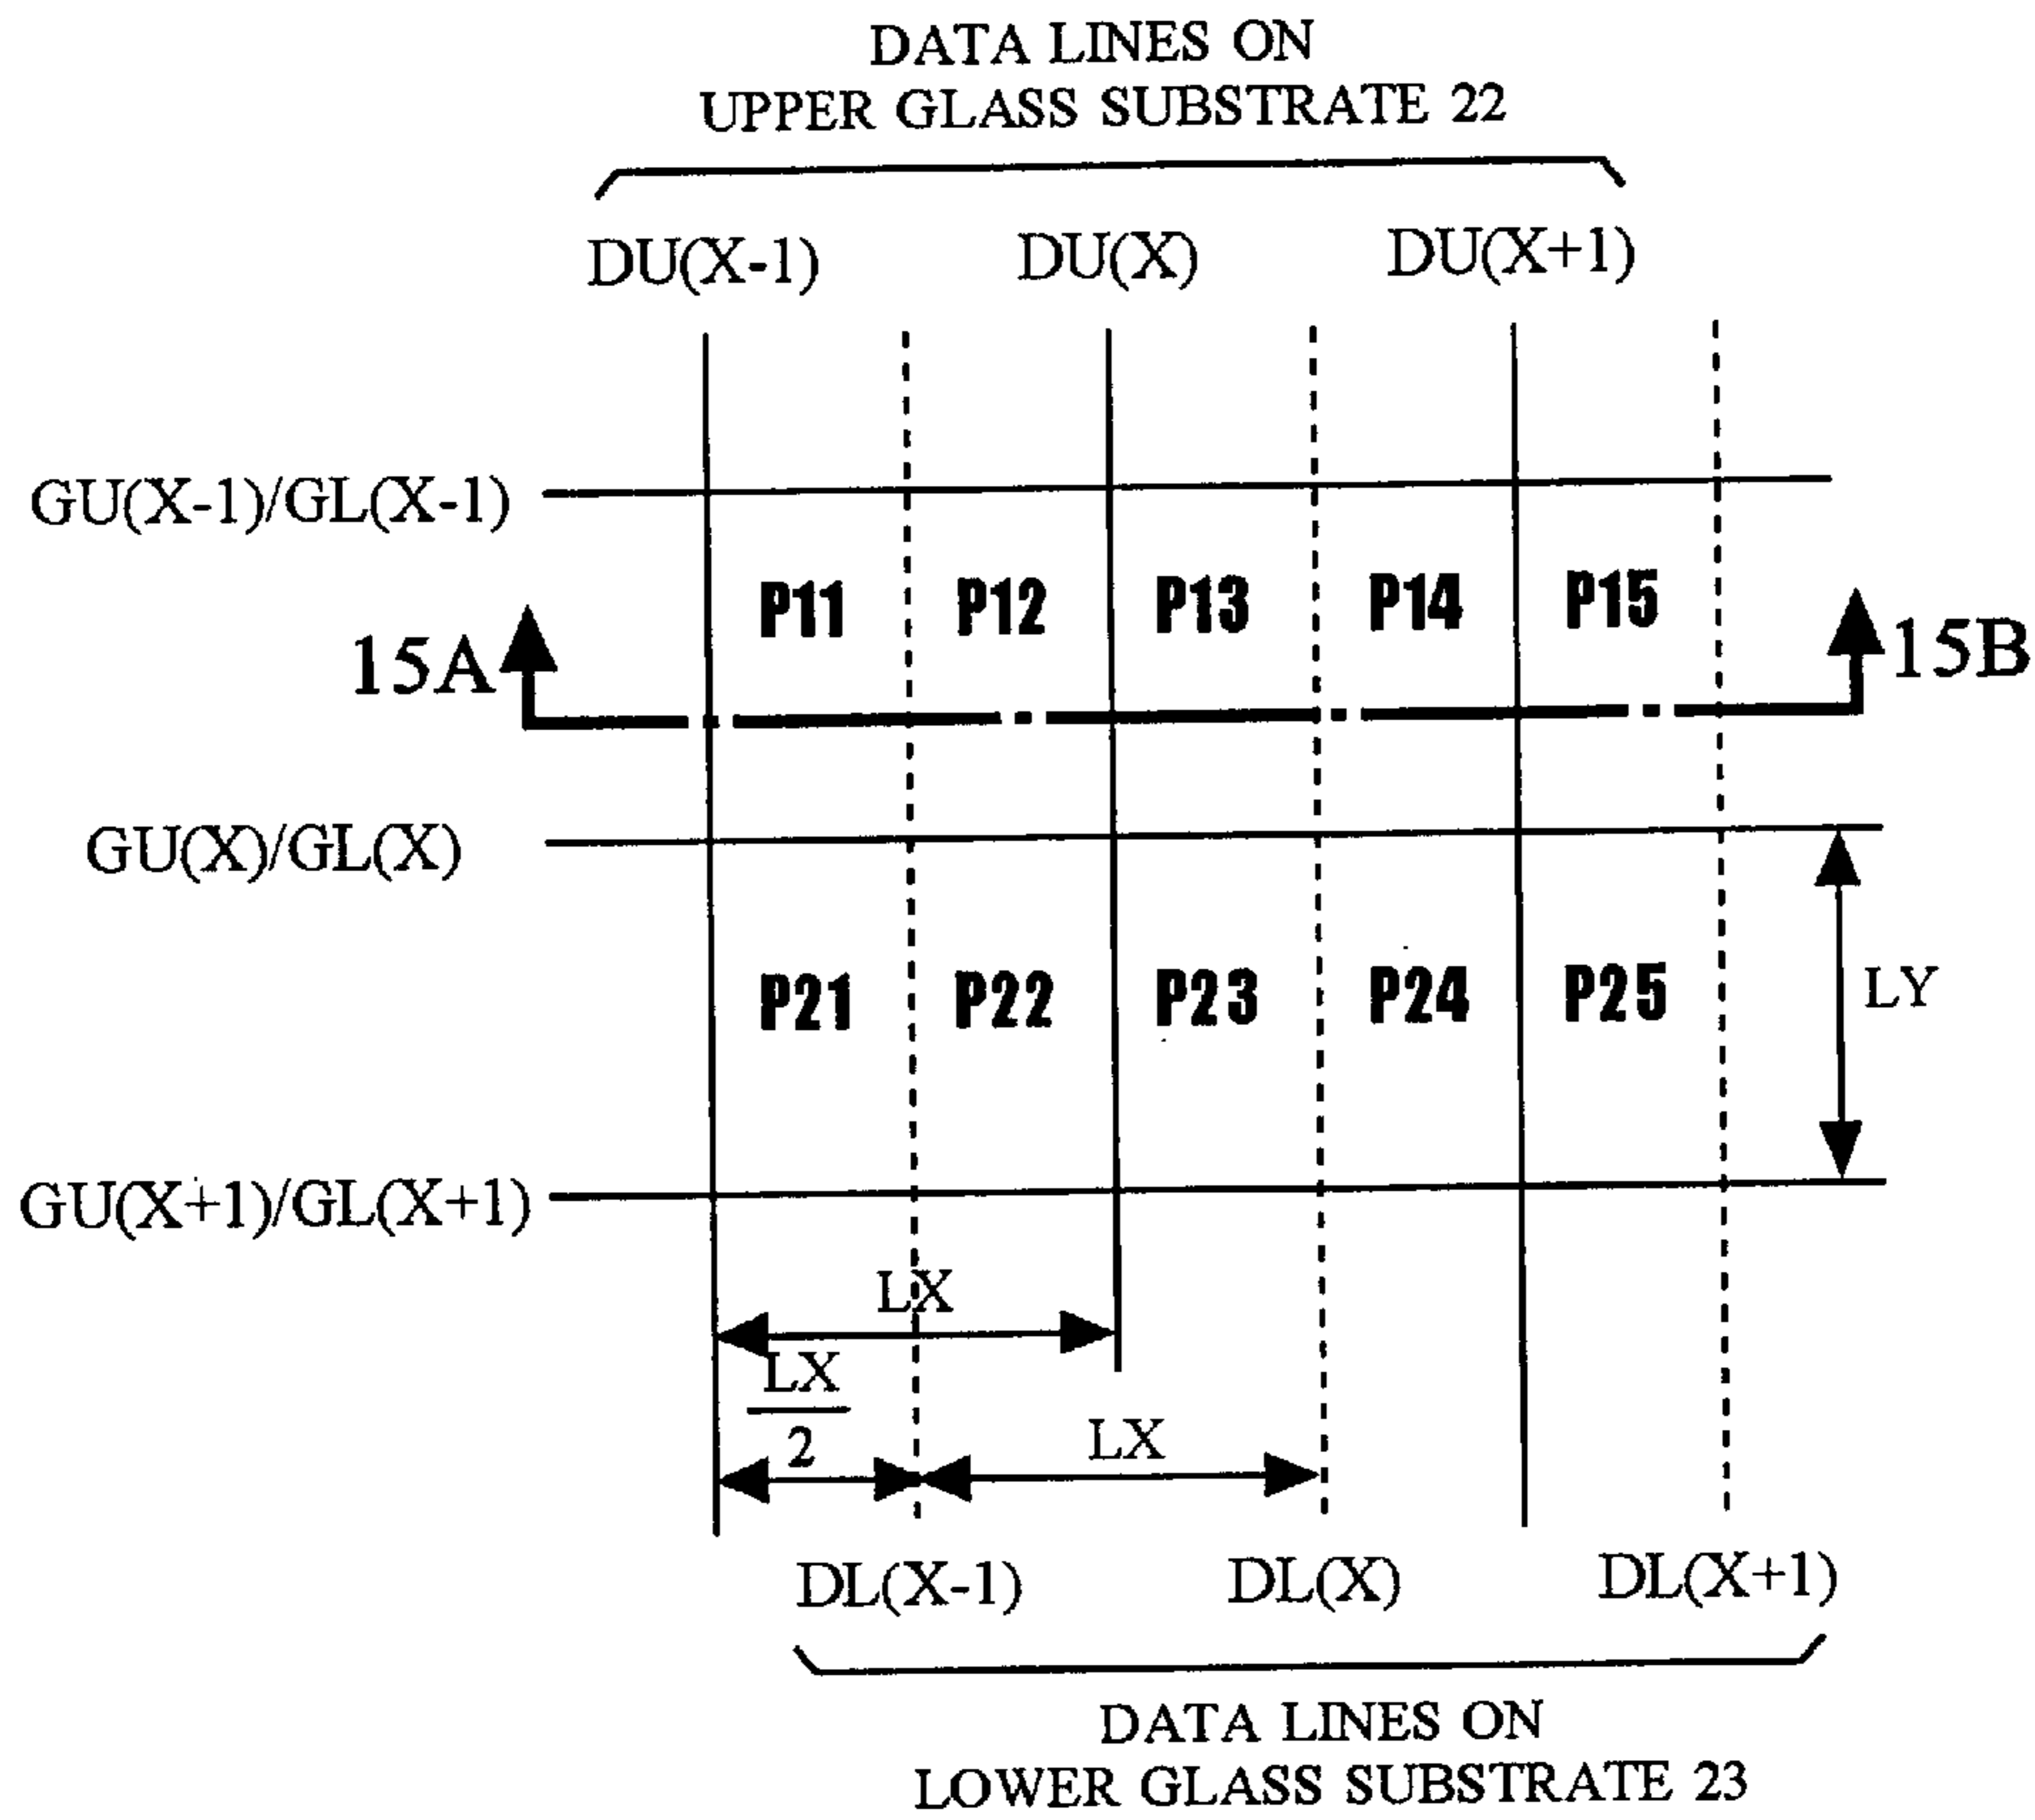 DATA LINES ON
UPPER GLASS SUBSTRATE 22
DU(X-1) DU(X) DU(X+1)
GU(X-1)/GL(X-1)
P11 P12 P13 P14 P15
15A 15B
GU(X)/GL(X)
P21 P22 P23 P24 P25
LY
GU(X+1)/GL(X+1)
LX
LX
2
LX
DL(X-1) DL(X) DL(X+1)
DATA LINES ON
LOWER GLASS SUBSTRATE 23